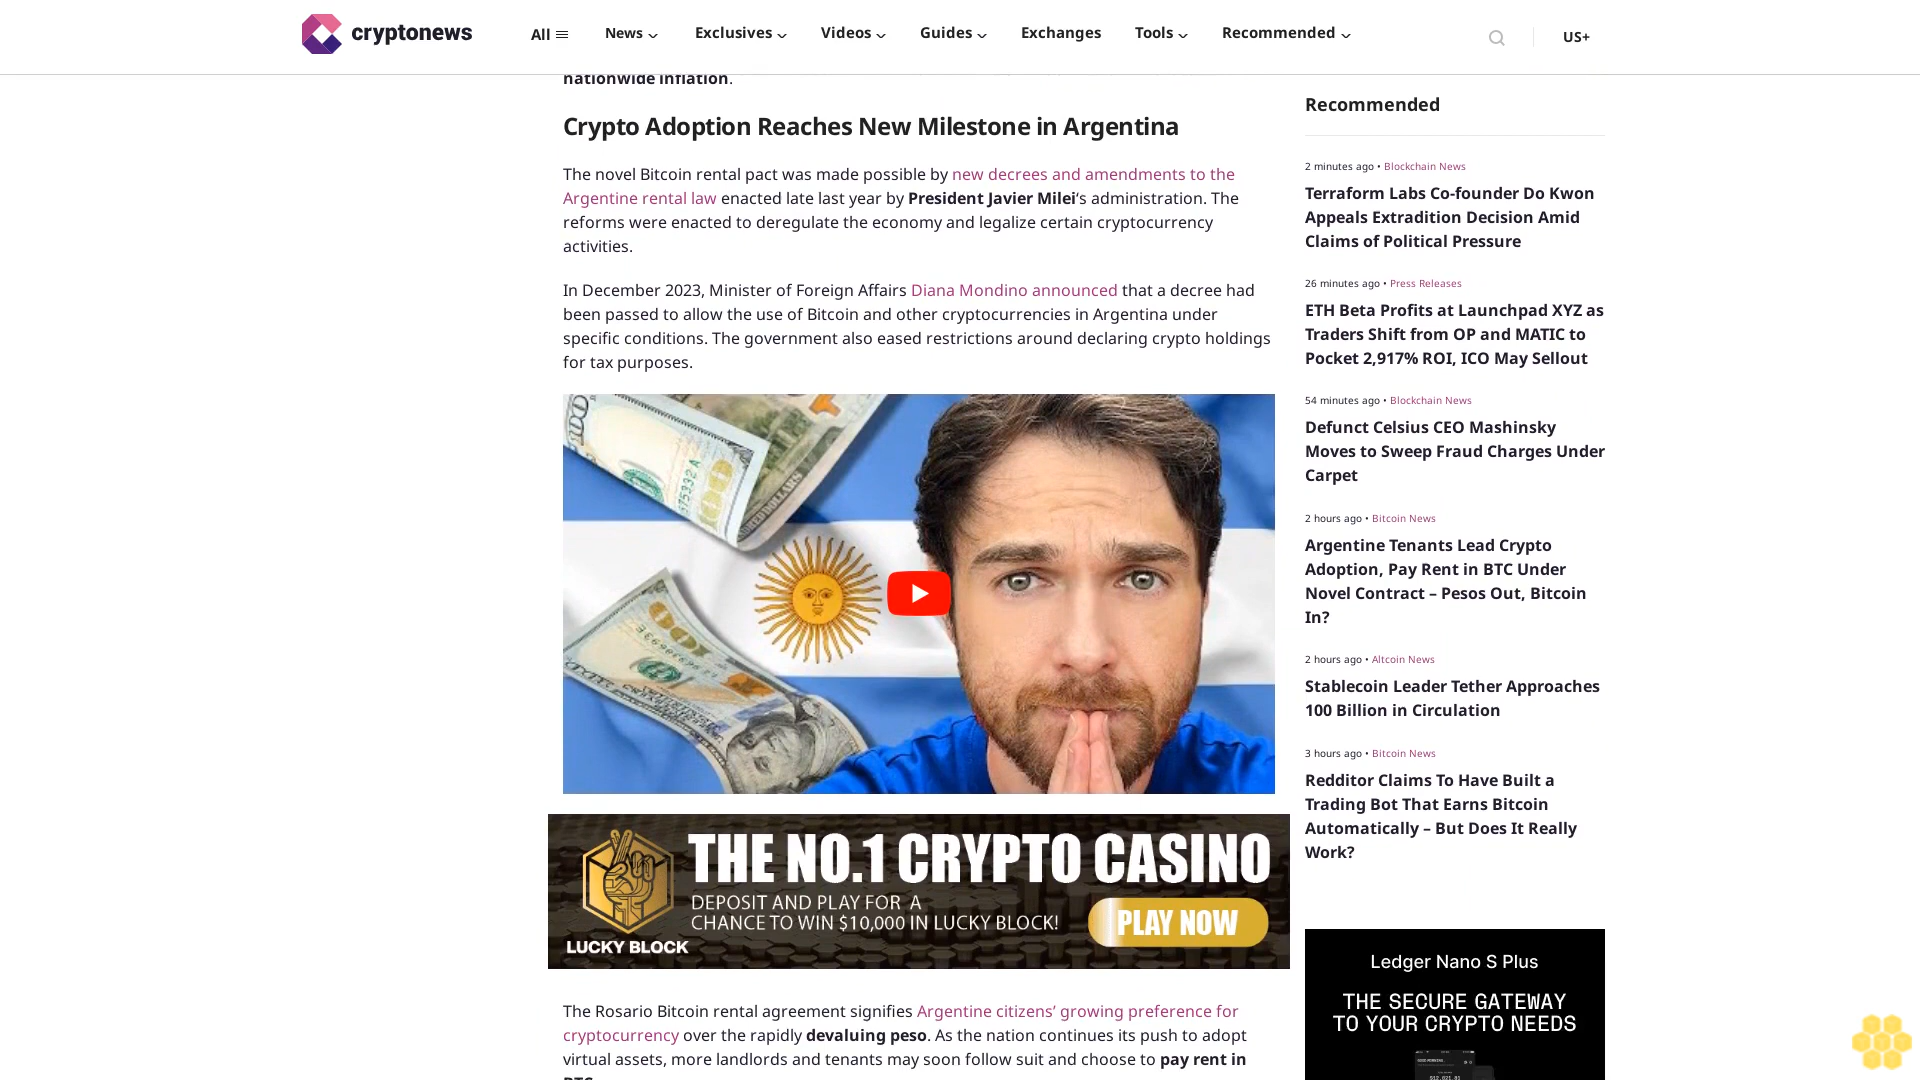 cryptonews
All
News
Exclusives
Videos
Guides
Exchanges
Tools
Recommended
US+
nationwide inflation.
Crypto Adoption Reaches New Milestone in Argentina
The novel Bitcoin rental pact was made possible by new decrees and amendments to the
Argentine rental law enacted late last year by President Javier Milei‘s administration. The
reforms were enacted to deregulate the economy and legalize certain cryptocurrency
activities.
In December 2023, Minister of Foreign Affairs Diana Mondino announced that a decree had
been passed to allow the use of Bitcoin and other cryptocurrencies in Argentina under
specific conditions. The government also eased restrictions around declaring crypto holdings
for tax purposes.
THE NO.1 CRYPTO CASINO
DEPOSIT AND PLAY FOR A
CHANCE TO WIN $10,000 IN LUCKY BLOCK!
PLAY NOW
LUCKY BLOCK
The Rosario Bitcoin rental agreement signifies Argentine citizens’ growing preference for
cryptocurrency over the rapidly devaluing peso. As the nation continues its push to adopt
virtual assets, more landlords and tenants may soon follow suit and choose to pay rent in
BTC
Recommended
2 minutes ago • Blockchain News
Terraform Labs Co-founder Do Kwon
Appeals Extradition Decision Amid
Claims of Political Pressure
26 minutes ago • Press Releases
ETH Beta Profits at Launchpad XYZ as
Traders Shift from OP and MATIC to
Pocket 2,917% ROI, ICO May Sellout
54 minutes ago • Blockchain News
Defunct Celsius CEO Mashinsky
Moves to Sweep Fraud Charges Under
Carpet
2 hours ago • Bitcoin News
Argentine Tenants Lead Crypto
Adoption, Pay Rent in BTC Under
Novel Contract – Pesos Out, Bitcoin
In?
2 hours ago • Altcoin News
Stablecoin Leader Tether Approaches
100 Billion in Circulation
3 hours ago • Bitcoin News
Redditor Claims To Have Built a
Trading Bot That Earns Bitcoin
Automatically – But Does It Really
Work?
Ledger Nano S Plus
THE SECURE GATEWAY
TO YOUR CRYPTO NEEDS